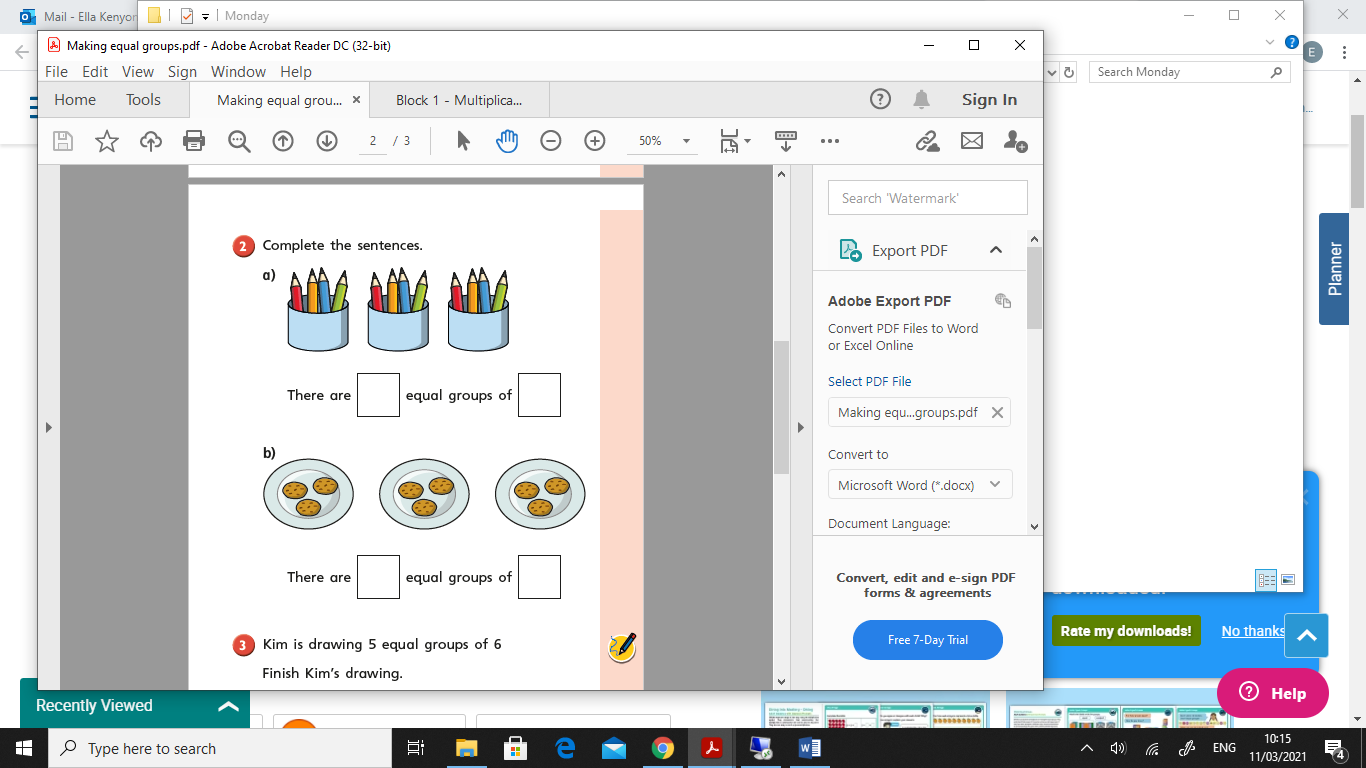 Mail - Ella Kenyon
Monday
Making equal groups.pdf - Adobe Acrobat Reader DC (32-bit)
File Edit View Sign Window Help
E
Search Monday
Home Tools Making equal grou... × Block 1 - Multiplica... Sign In
2 / 3 50%
Search 'Watermark'
Export PDF
Adobe Export PDF
Convert PDF Files to Word
or Excel Online
Select PDF File
Making equ...groups.pdf
Convert to
Microsoft Word (*.docx)
Document Language:
Convert, edit and e-sign PDF
forms & agreements
Free 7-Day Trial
2 Complete the sentences.
a)
There are equal groups of
b)
There are equal groups of
3 Kim is drawing 5 equal groups of 6
Finish Kim's drawing.
Planner
Rate my downloads! No thanks
Help
Recently Viewed
Type here to search
ENG
10:15
11/03/2021
4